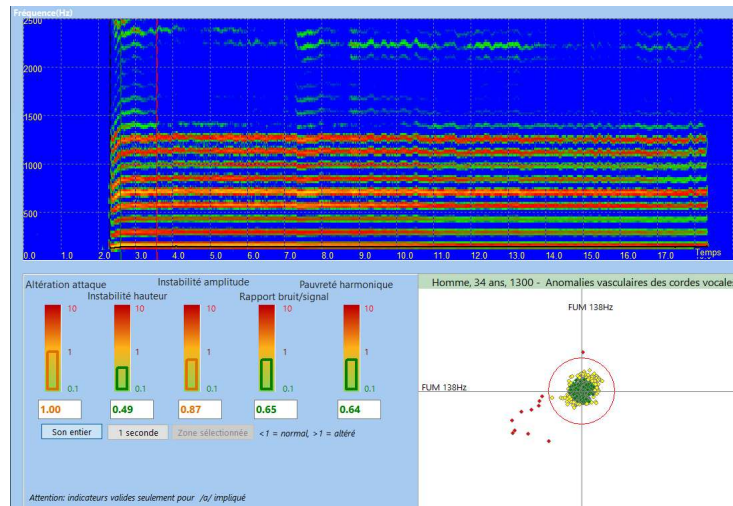 Fréquence(Hz)
2500
2000
1500
1000
500
Temps
0.0 1.0 2.0 3.0 4.0 5.0 6.0 7.0 8.0 9.0 10.0 11.0 12.0 13.0 14.0 15.0 16.0 17.0
Altération attaque Instabilité amplitude Pauvreté harmonique
Instabilité hauteur Rapport bruit/signal
10 10 10 10 10
1 1 1 1 1
0.1 0.1 0.1 0.1 0.1
1.00 0.49 0.87 0.65 0.64
Son entier 1 seconde Zone sélectionnée <1 = normal, >1 = altéré
Attention: indicateurs valides seulement pour /a/ impliqué
Homme, 34 ans, 1300 - Anomalies vasculaires des cordes vocales
FUM 138Hz
FUM 138Hz